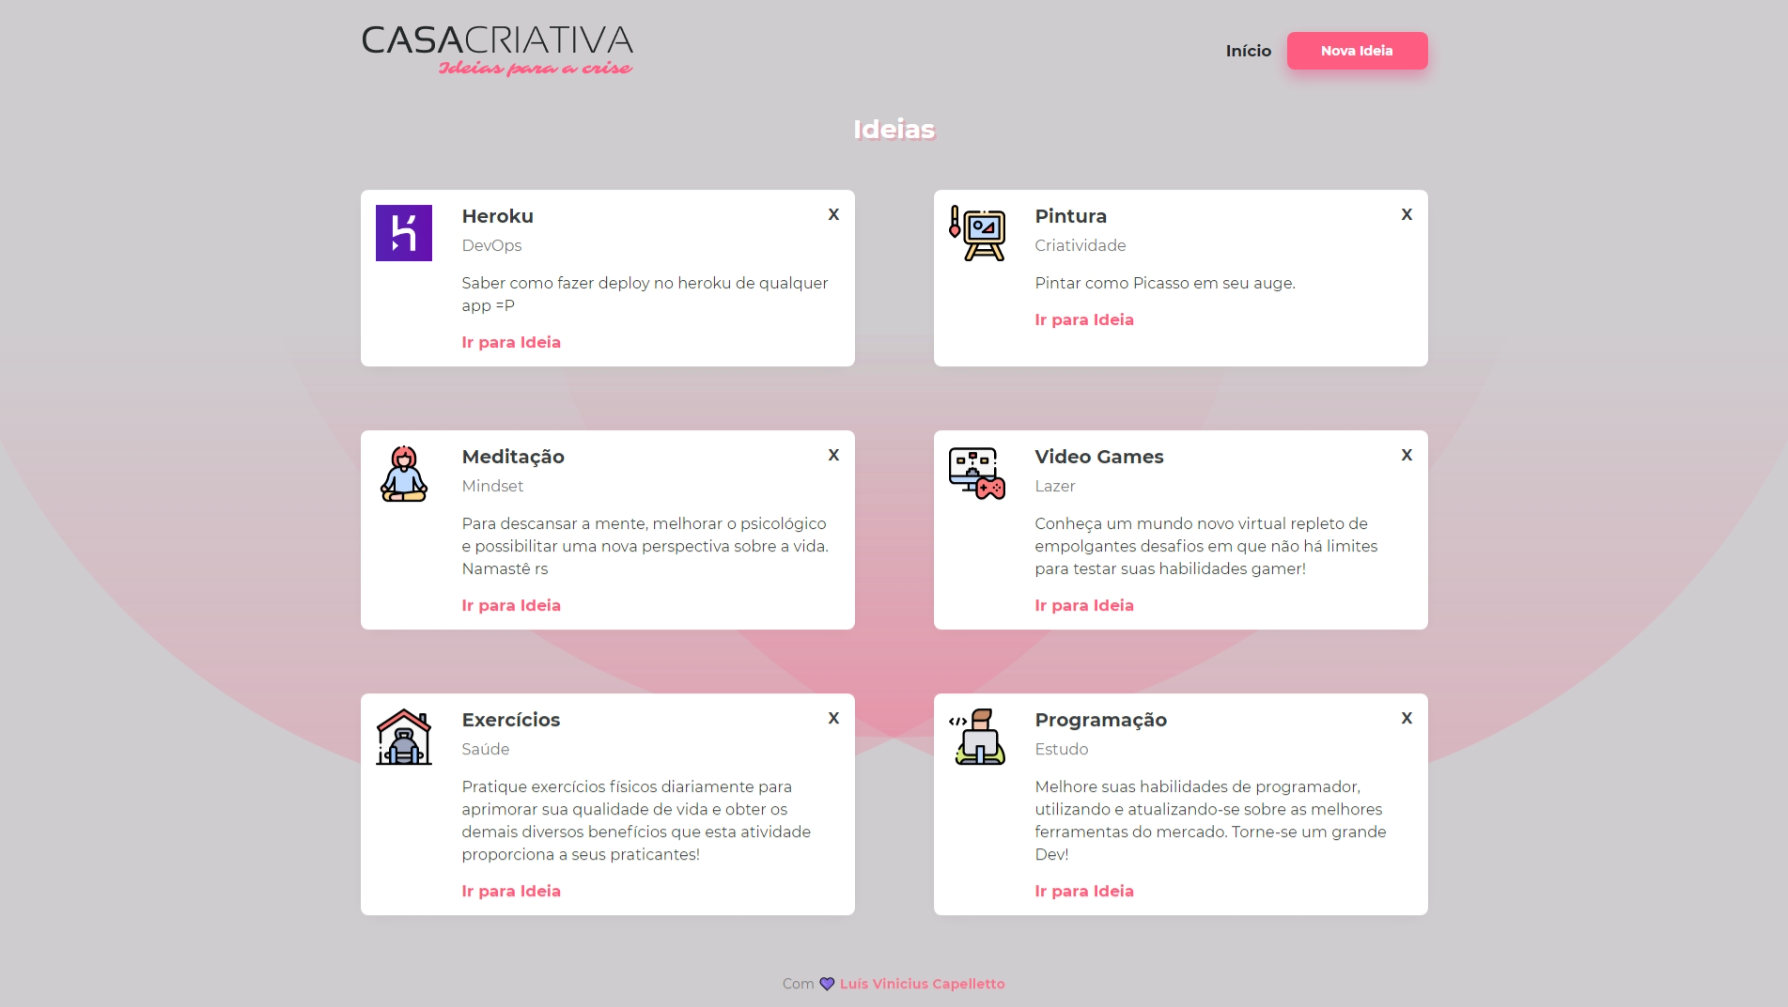 CASACRIATIVA
Ideias para a crise
Início
Nova Ideia
Ideias
Heroku
X
DevOps
Saber como fazer deploy no heroku de qualquer
app =P
Ir para Ideia
Pintura
X
Criatividade
Pintar como Picasso em seu auge.
Ir para Ideia
Meditação
X
Mindset
Para descansar a mente, melhorar o psicológico
e possibilitar uma nova perspectiva sobre a vida.
Namastê rs
Ir para Ideia
Video Games
X
Lazer
Conheça um mundo novo virtual repleto de
empolgantes desafios em que não há limites
para testar suas habilidades gamer!
Ir para Ideia
Exercícios
X
Saúde
Pratique exercícios físicos diariamente para
aprimorar sua qualidade de vida e obter os
demais diversos benefícios que esta atividade
proporciona a seus praticantes!
Ir para Ideia
Programação
X
Estudo
Melhore suas habilidades de programador,
utilizando e atualizando-se sobre as melhores
ferramentas do mercado. Torne-se um grande
Dev!
Ir para Ideia
Com 💜 Luís Vinicius Capelletto